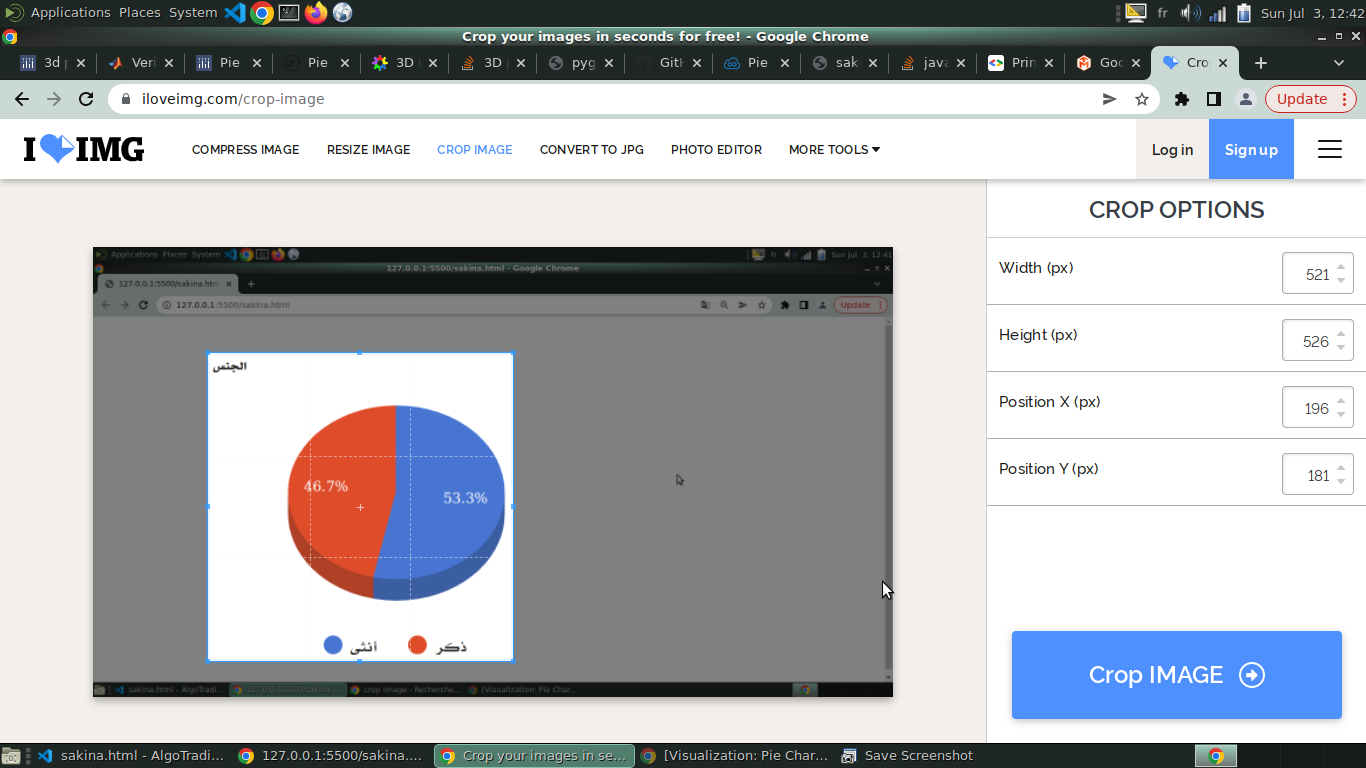 Applications Places System fr Sun Jul 3, 12:42
Crop your images in seconds for free! - Google Chrome
3d p Veri Pie Pie 3D 3D p pyg Gitl Pie sak java Prin Goo Cro
iloveimg.com/crop-image Update
I IMG COMPRESS IMAGE RESIZE IMAGE CROP IMAGE CONVERT TO JPG PHOTO EDITOR MORE TOOLS Log in Sign up
CROP OPTIONS
Width (px) 521
Height (px) 526
Position X (px) 196
Position Y (px) 181
Crop IMAGE
Applications Places System fr Sun Jul 3, 12:41
127.0.0.1:5500/sakina.html - Google Chrome
127.0.0.1:5500/sakina.htm
127.0.0.1:5500/sakina.html Update
الجنس
46.7% 53.3%
أنثى ذكر
sakina.html - AlgoTradi... 127.0.0.1:5500/sakina... crop image - Recherche... [Visualization: Pie Char...
sakina.html - AlgoTradi... 127.0.0.1:5500/sakina.... Crop your images in se... [Visualization: Pie Char... Save Screenshot